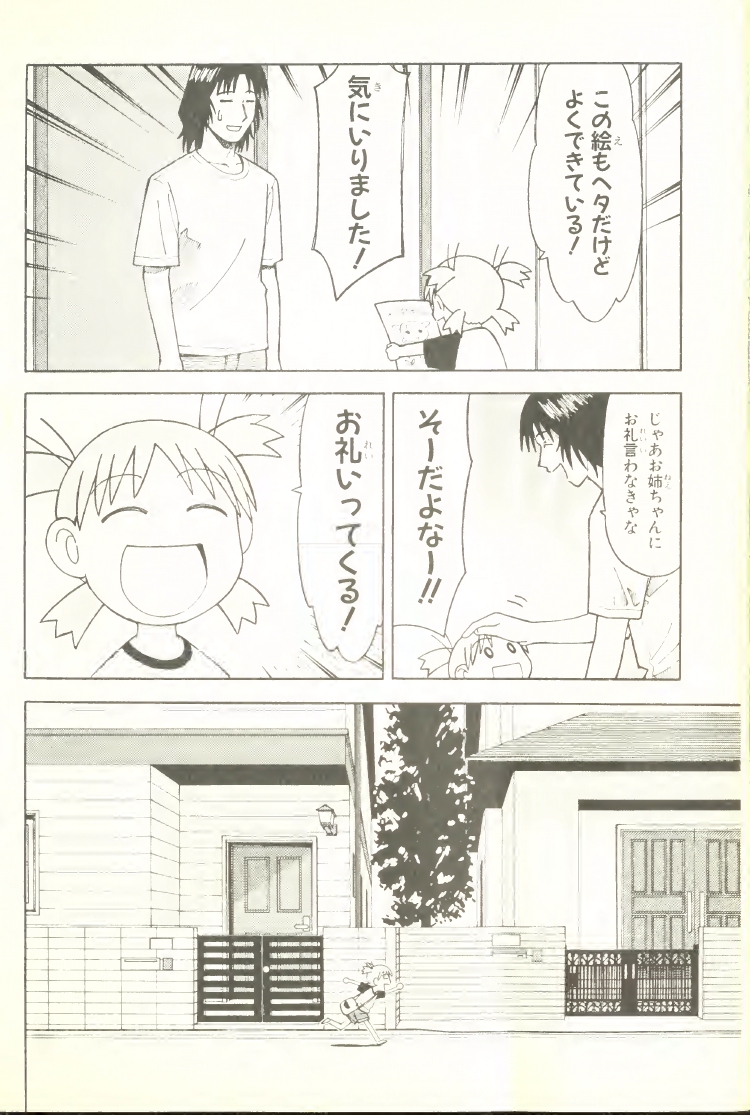 この絵もヘタだけど
よくできている！
気にいりました！
じゃあお姉ちゃんに
お礼言わなきゃな
そーだよなー!!
お礼いってくる！